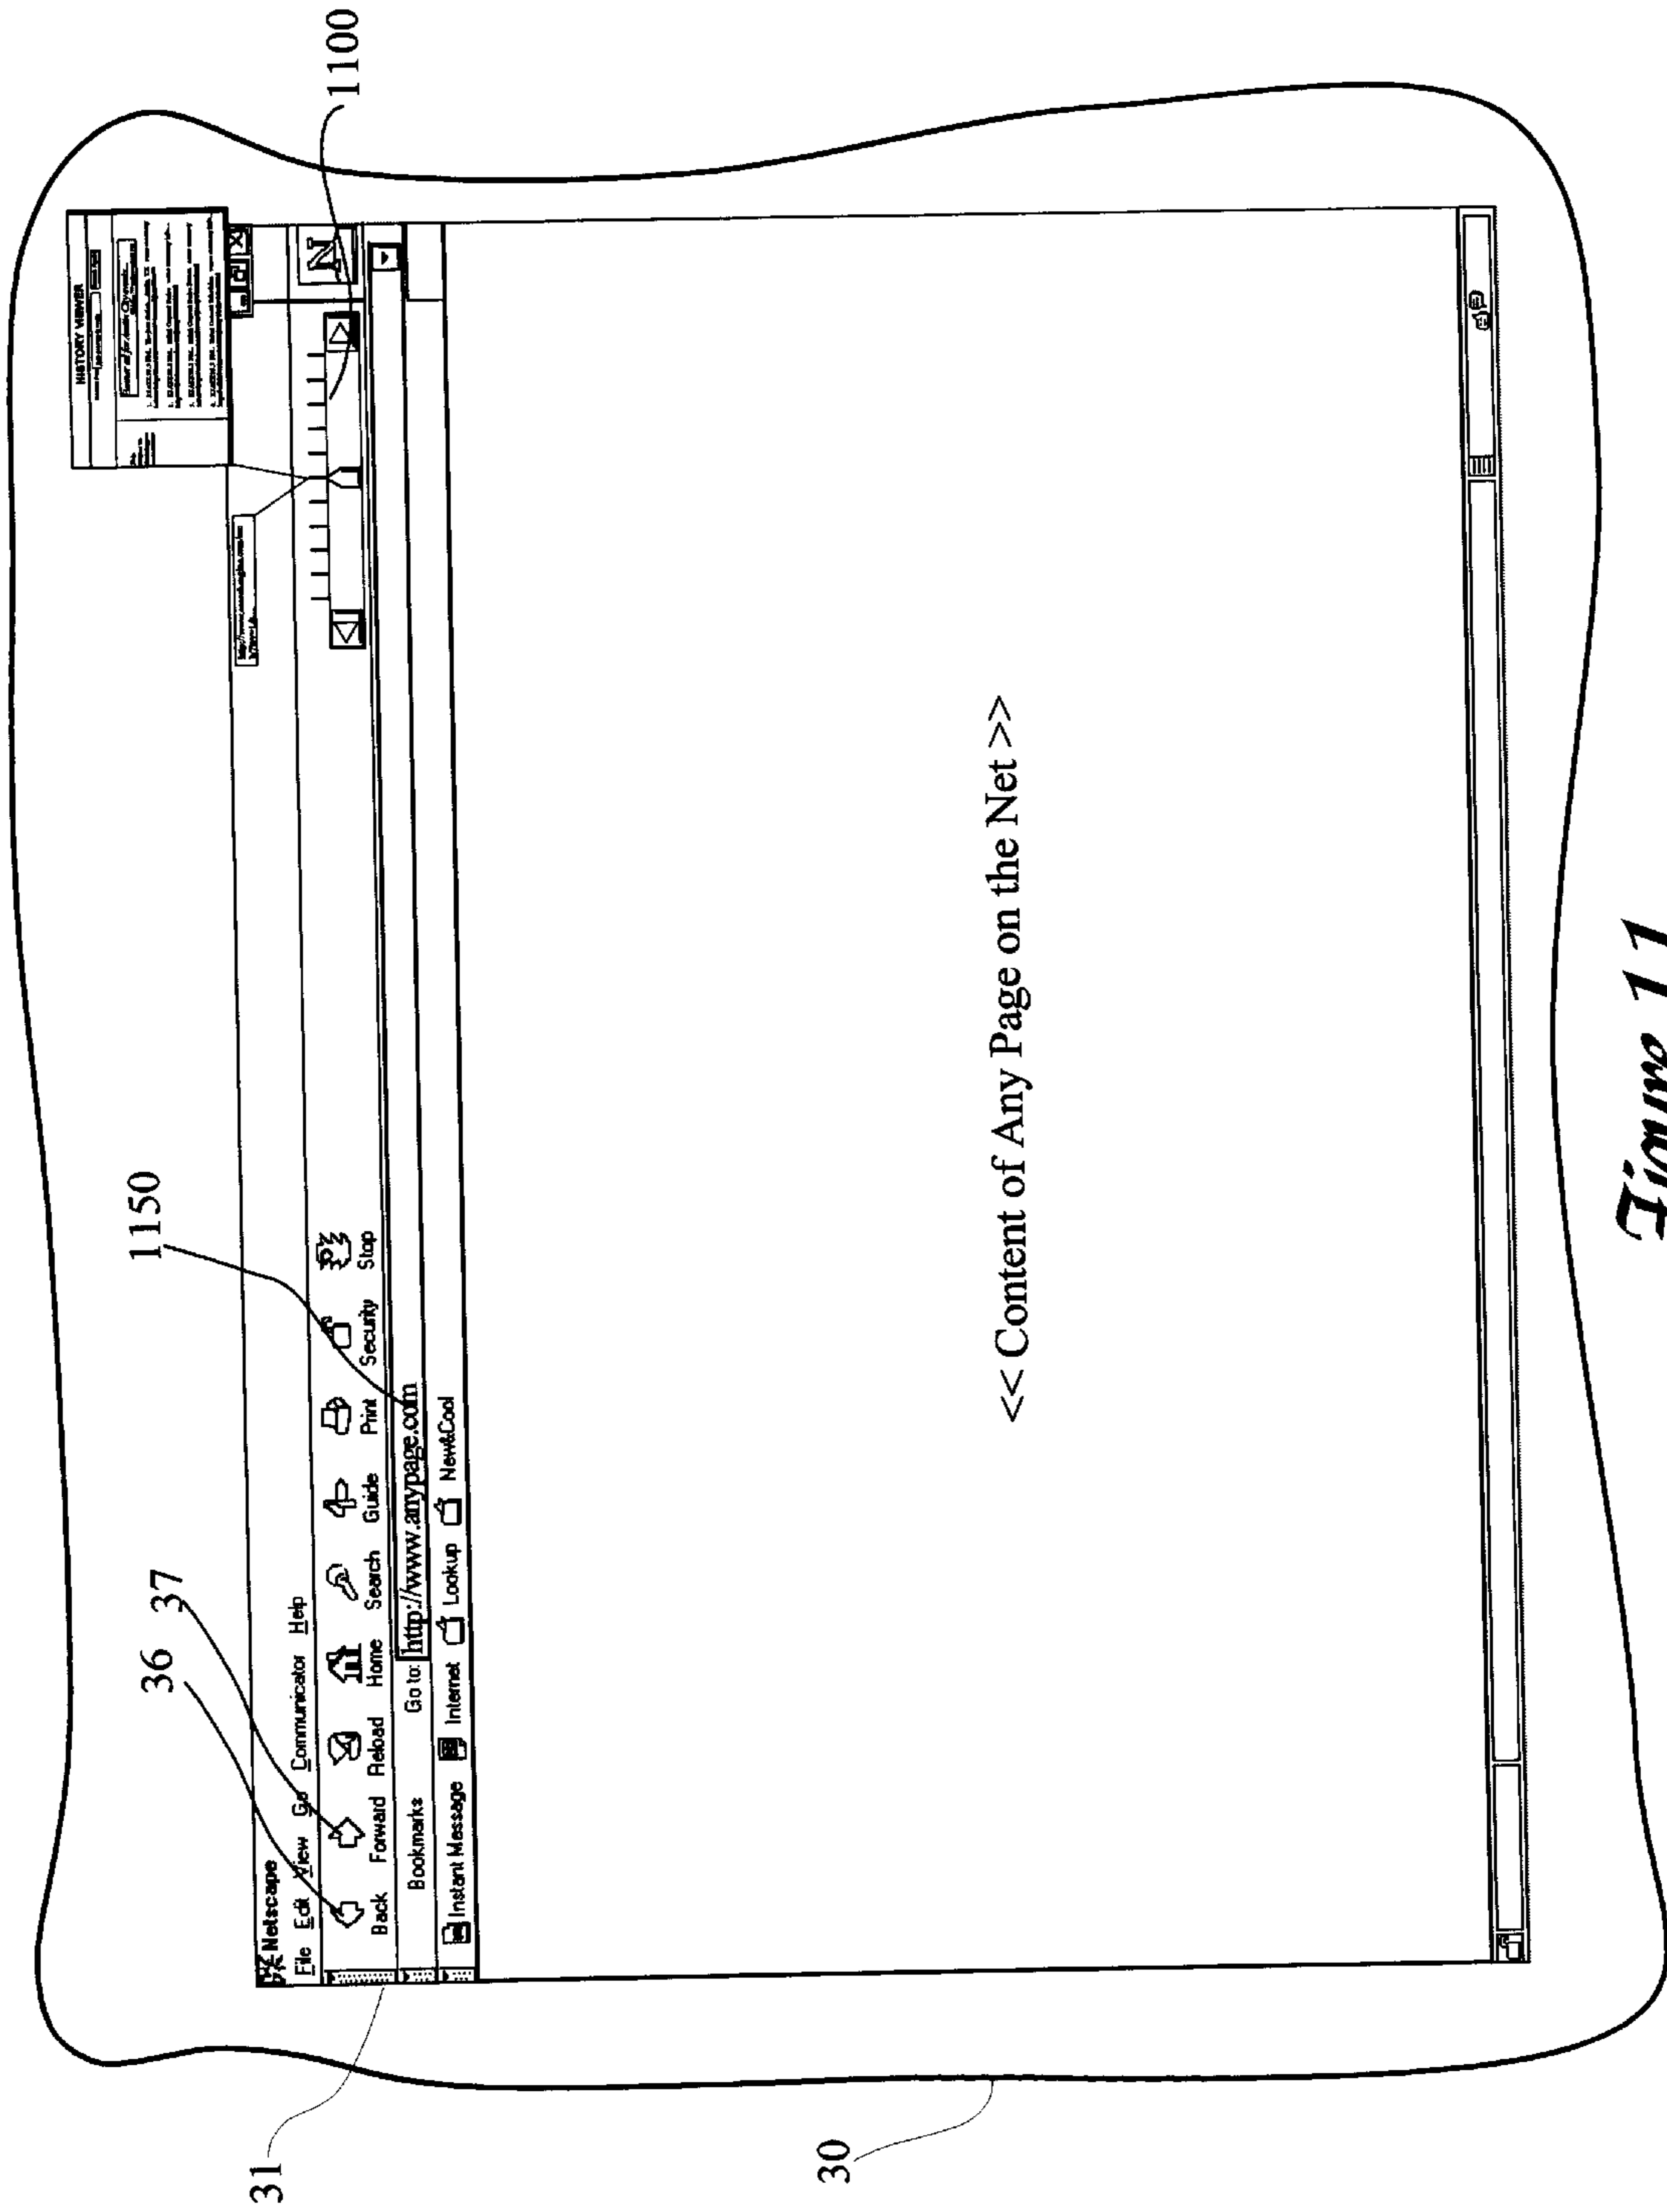 HISTORY VIEWER
1100
1150
Netscape
File Edit View Go Communicator Help
36
37
N
Back Forward Reload Home Search Guide Print Security Stop
Bookmarks Go to: http://www.anypage.com
Instant Message Internet Lookup New&Cool
31
<< Content of Any Page on the Net >>
30
Figure 11